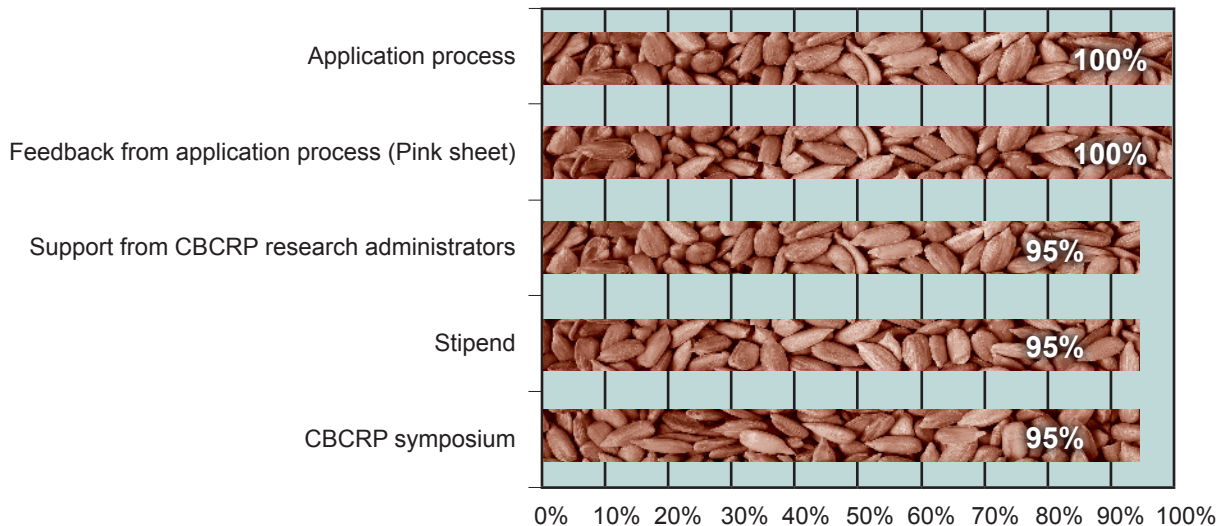 Application process
100%
Feedback from application process (Pink sheet)
100%
Support from CBCRP research administrators
95%
Stipend
95%
CBCRP symposium
95%
0% 10% 20% 30% 40% 50% 60% 70% 80% 90% 100%